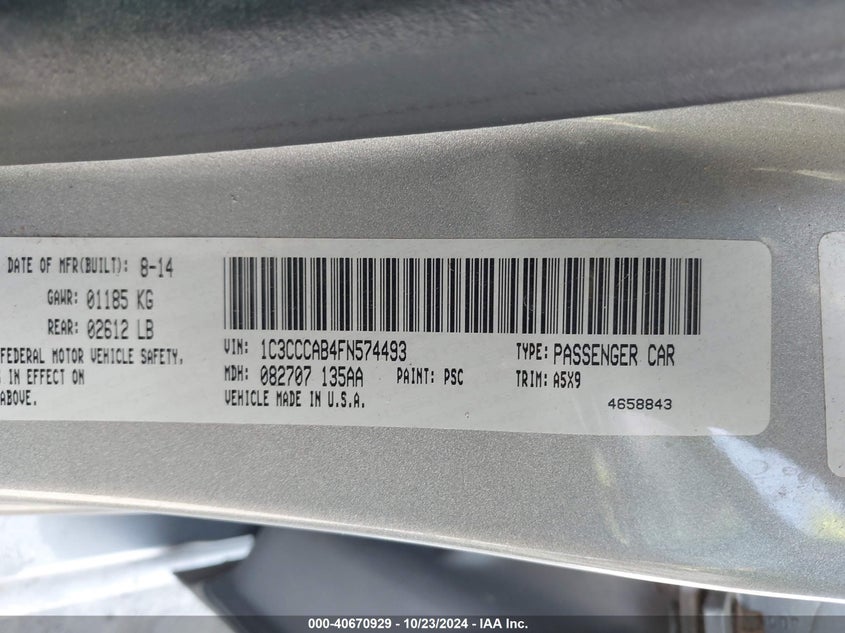 DATE OF MFR(BUILT): 8-14
GAWR: 01185 KG
REAR: 02612 LB
FEDERAL MOTOR VEHICLE SAFETY,
IN EFFECT ON
ABOVE.
VIN: 1C3CCCAB4FN574493 TYPE: PASSENGER CAR
MDH: 082707 135AA PAINT: PSC TRIM: A5X9
VEHICLE MADE IN U.S.A. 4658843
000-40670929 - 10/23/2024 - IAA Inc.